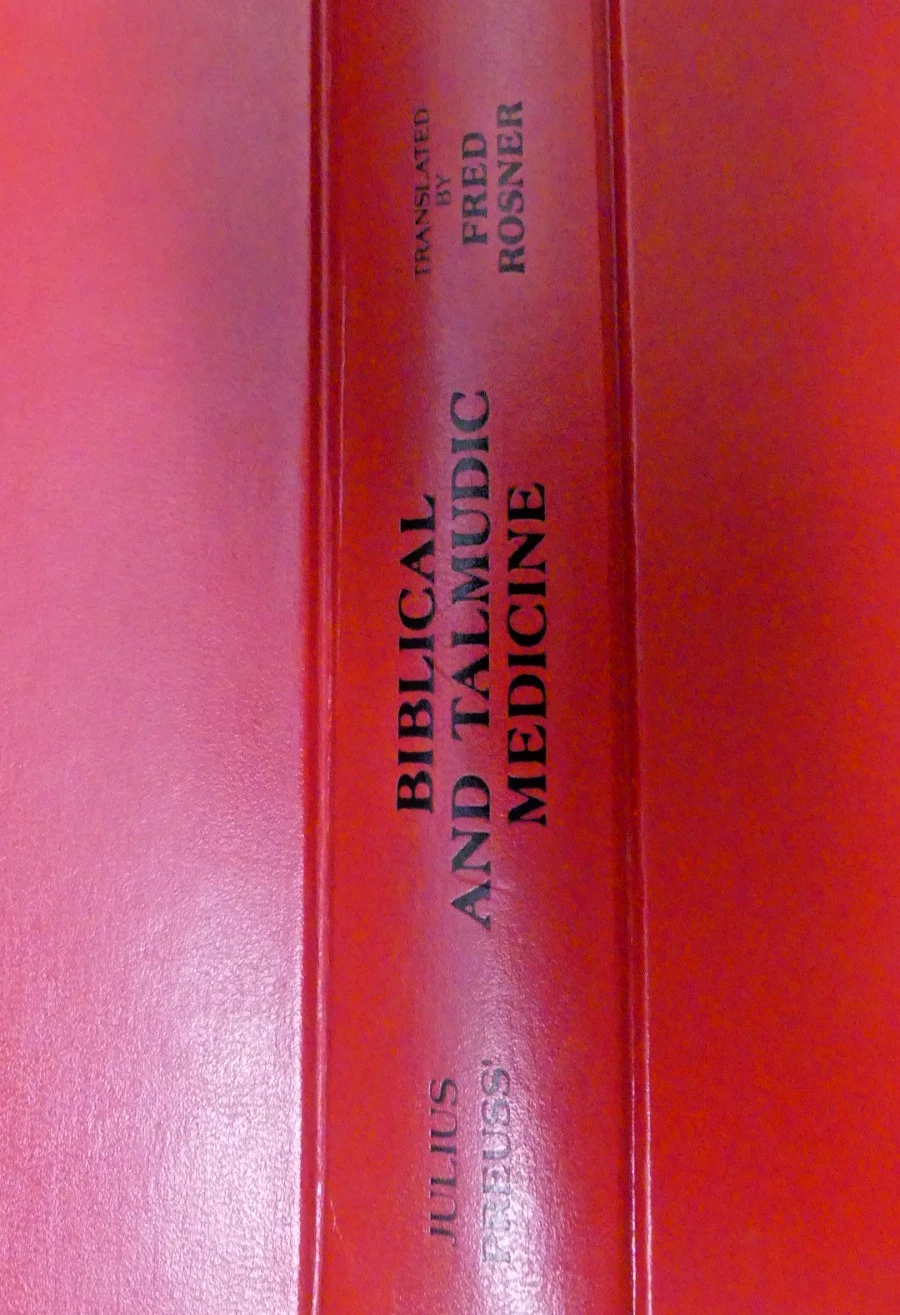 JULIUS
PREUSS'
BIBLICAL
AND TALMUDIC
MEDICINE
TRANSLATED
BY
FRED
ROSNER